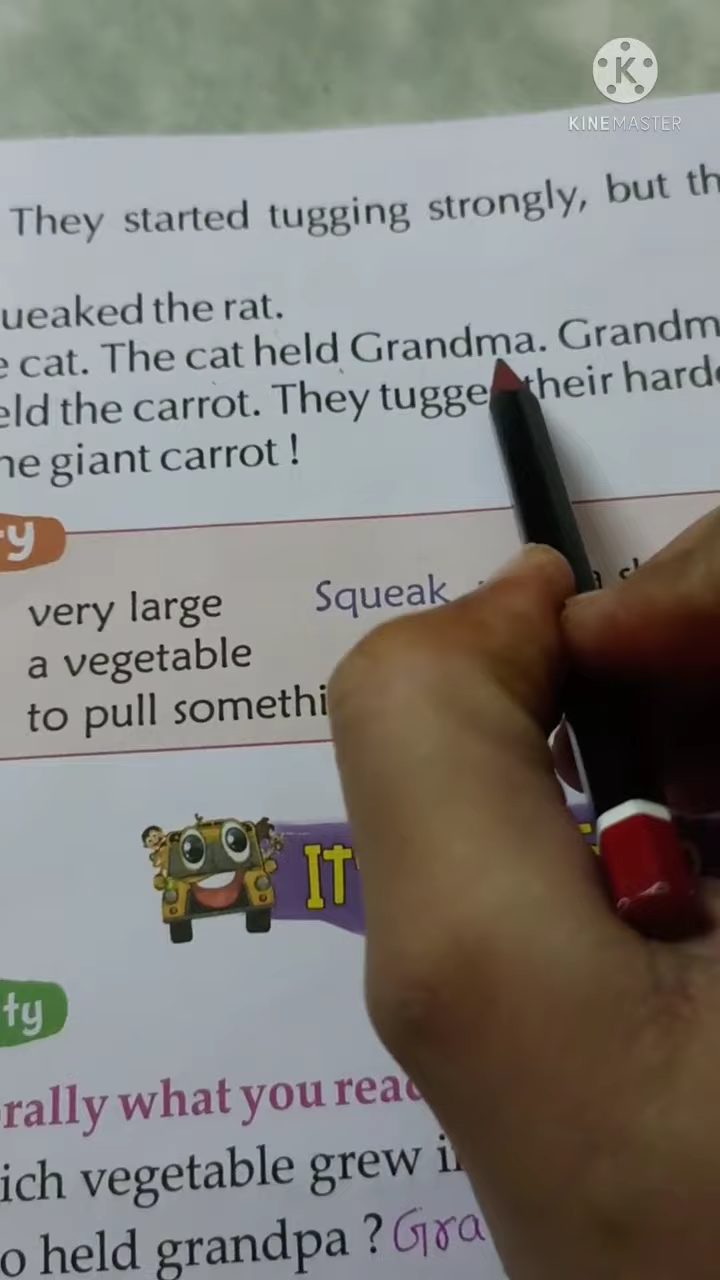 KINEMASTER
They started tugging strongly, but th
ueaked the rat.
e cat. The cat held Grandma. Grandm
eld the carrot. They tugge their harde
he giant carrot !
ry
very large Squeak
a vegetable
to pull somethi
IT
ty
rally what you read
ich vegetable grew i
o held grandpa ? Gra